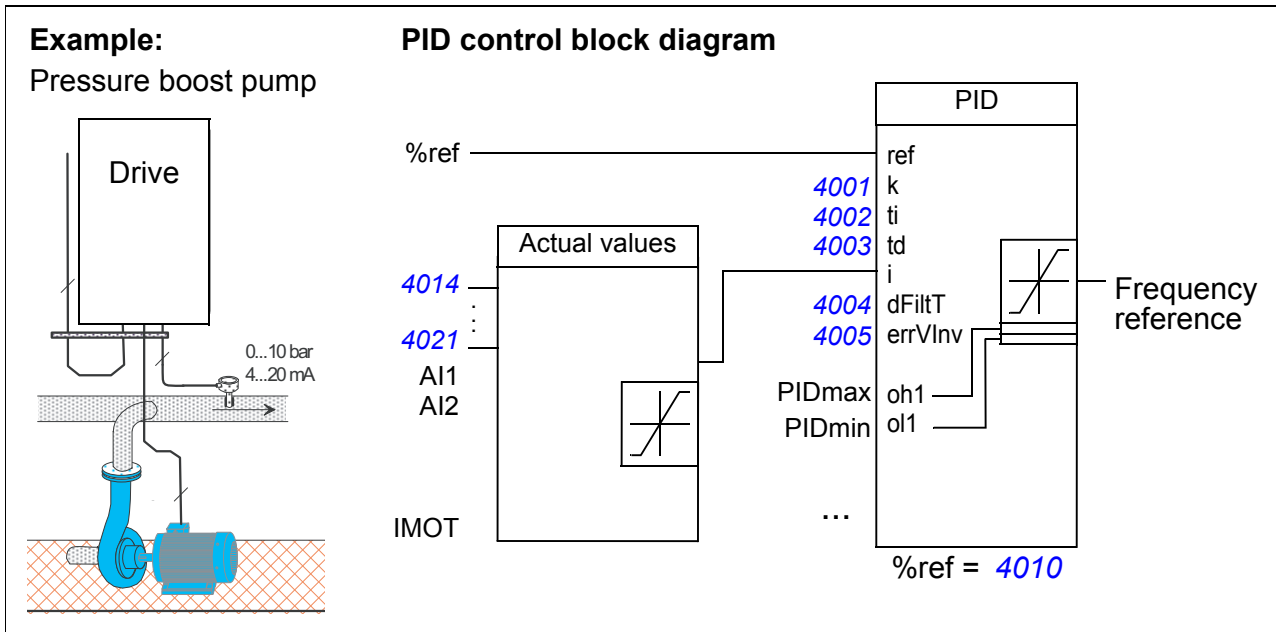 Example:
Pressure boost pump
Drive
0...10 bar
4...20 mA
PID control block diagram
%ref
Actual values
4014
4021
AI1
AI2
IMOT
PID
ref
4001 k
4002 ti
4003 td
i
4004 dFiltT
4005 errVInv
PIDmax oh1
PIDmin ol1
...
Frequency
reference
%ref = 4010